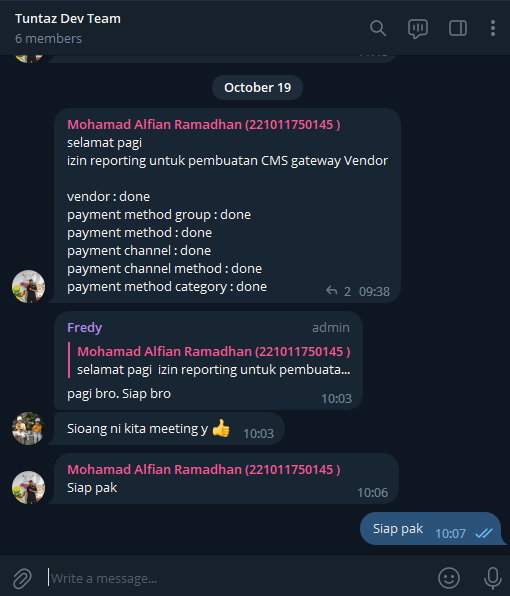 Tuntaz Dev Team
6 members
October 19
Mohamad Alfian Ramadhan (221011750145 )
selamat pagi
izin reporting untuk pembuatan CMS gateway Vendor
vendor : done
payment method group : done
payment method : done
payment channel : done
payment channel method : done
payment method category : done
2 09:38
Fredy admin
Mohamad Alfian Ramadhan (221011750145 )
selamat pagi izin reporting untuk pembuata...
pagi bro. Siap bro
10:03
Sioang ni kita meeting y 👍 10:03
Mohamad Alfian Ramadhan (221011750145 )
Siap pak
10:06
Siap pak 10:07
Write a message...